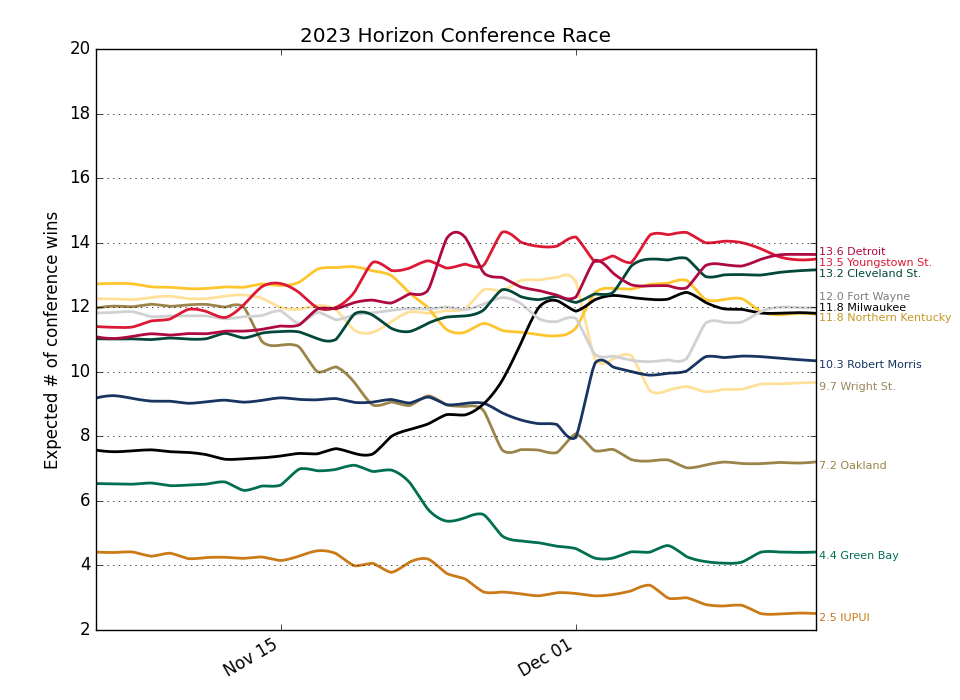 2023 Horizon Conference Race
Expected # of conference wins
20
18
16
14
12
10
8
6
4
2
Nov 15
Dec 01
13.6 Detroit
13.5 Youngstown St.
13.2 Cleveland St.
12.0 Fort Wayne
11.8 Milwaukee
11.8 Northern Kentucky
10.3 Robert Morris
9.7 Wright St.
7.2 Oakland
4.4 Green Bay
2.5 IUPUI